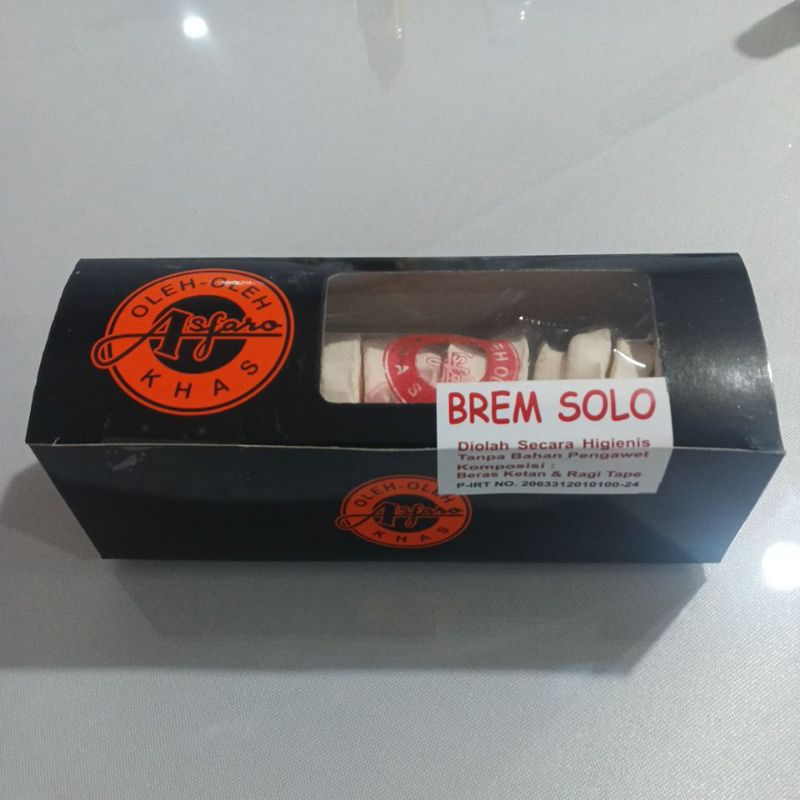 OLEH-OLEH
Asfaro
KHAS
BREM SOLO
Diolah Secara Higienis
Tanpa Bahan Pengawet
Komposisi :
Beras Ketan & Ragi Tape
P-IRT NO. 2063312010100-24
OLEH-OLEH
Asfaro
KHAS